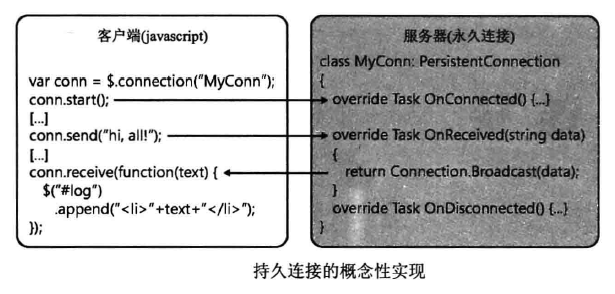 客户端(javascript)
var conn = $.connection("MyConn");
conn.start();
[...]
conn.send("hi, all!");
[...]
conn.receive(function(text) {
$("#log")
.append("<li>"+text+"</li>");
});
服务器(永久连接)
class MyConn: PersistentConnection
{
override Task OnConnected() {...}
override Task OnReceived(string data)
{
return Connection.Broadcast(data);
}
override Task OnDisconnected() {...}
}
持久连接的概念性实现